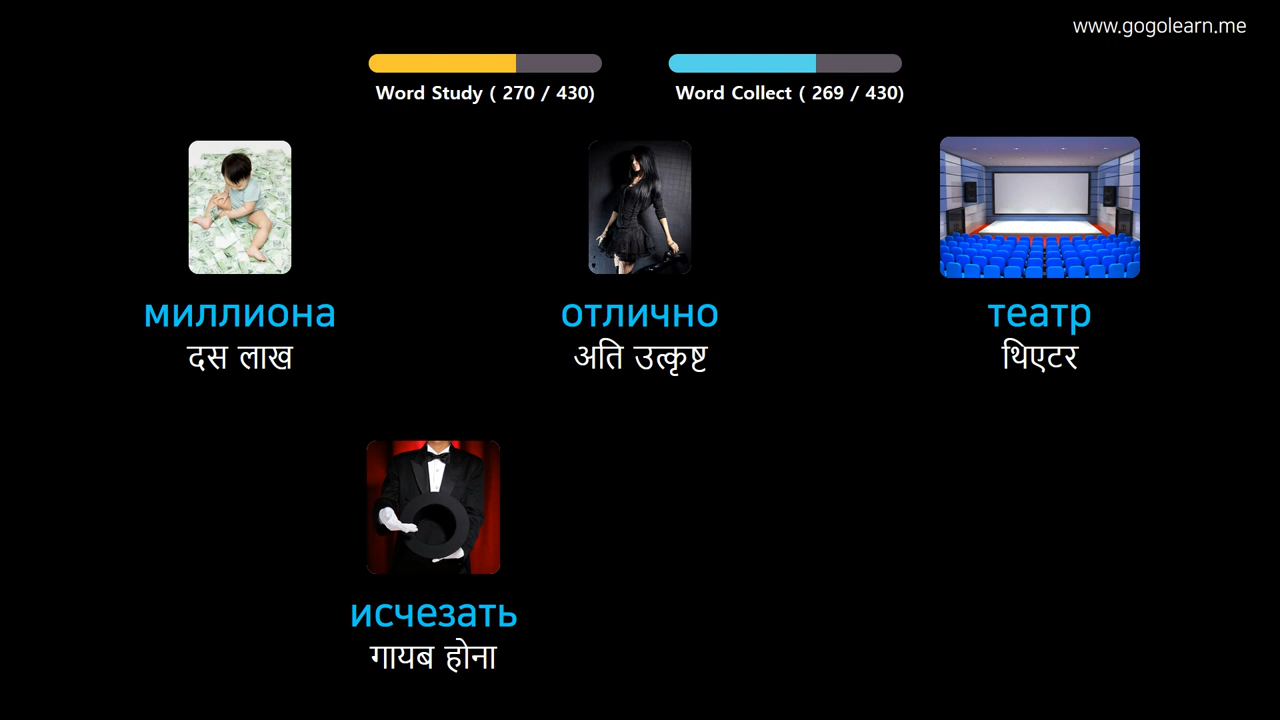 www.gogolearn.me
Word Study ( 270 / 430)
Word Collect ( 269 / 430)
миллиона
दस लाख
отлично
अति उत्कृष्ट
театр
थिएटर
исчезать
गायब होना